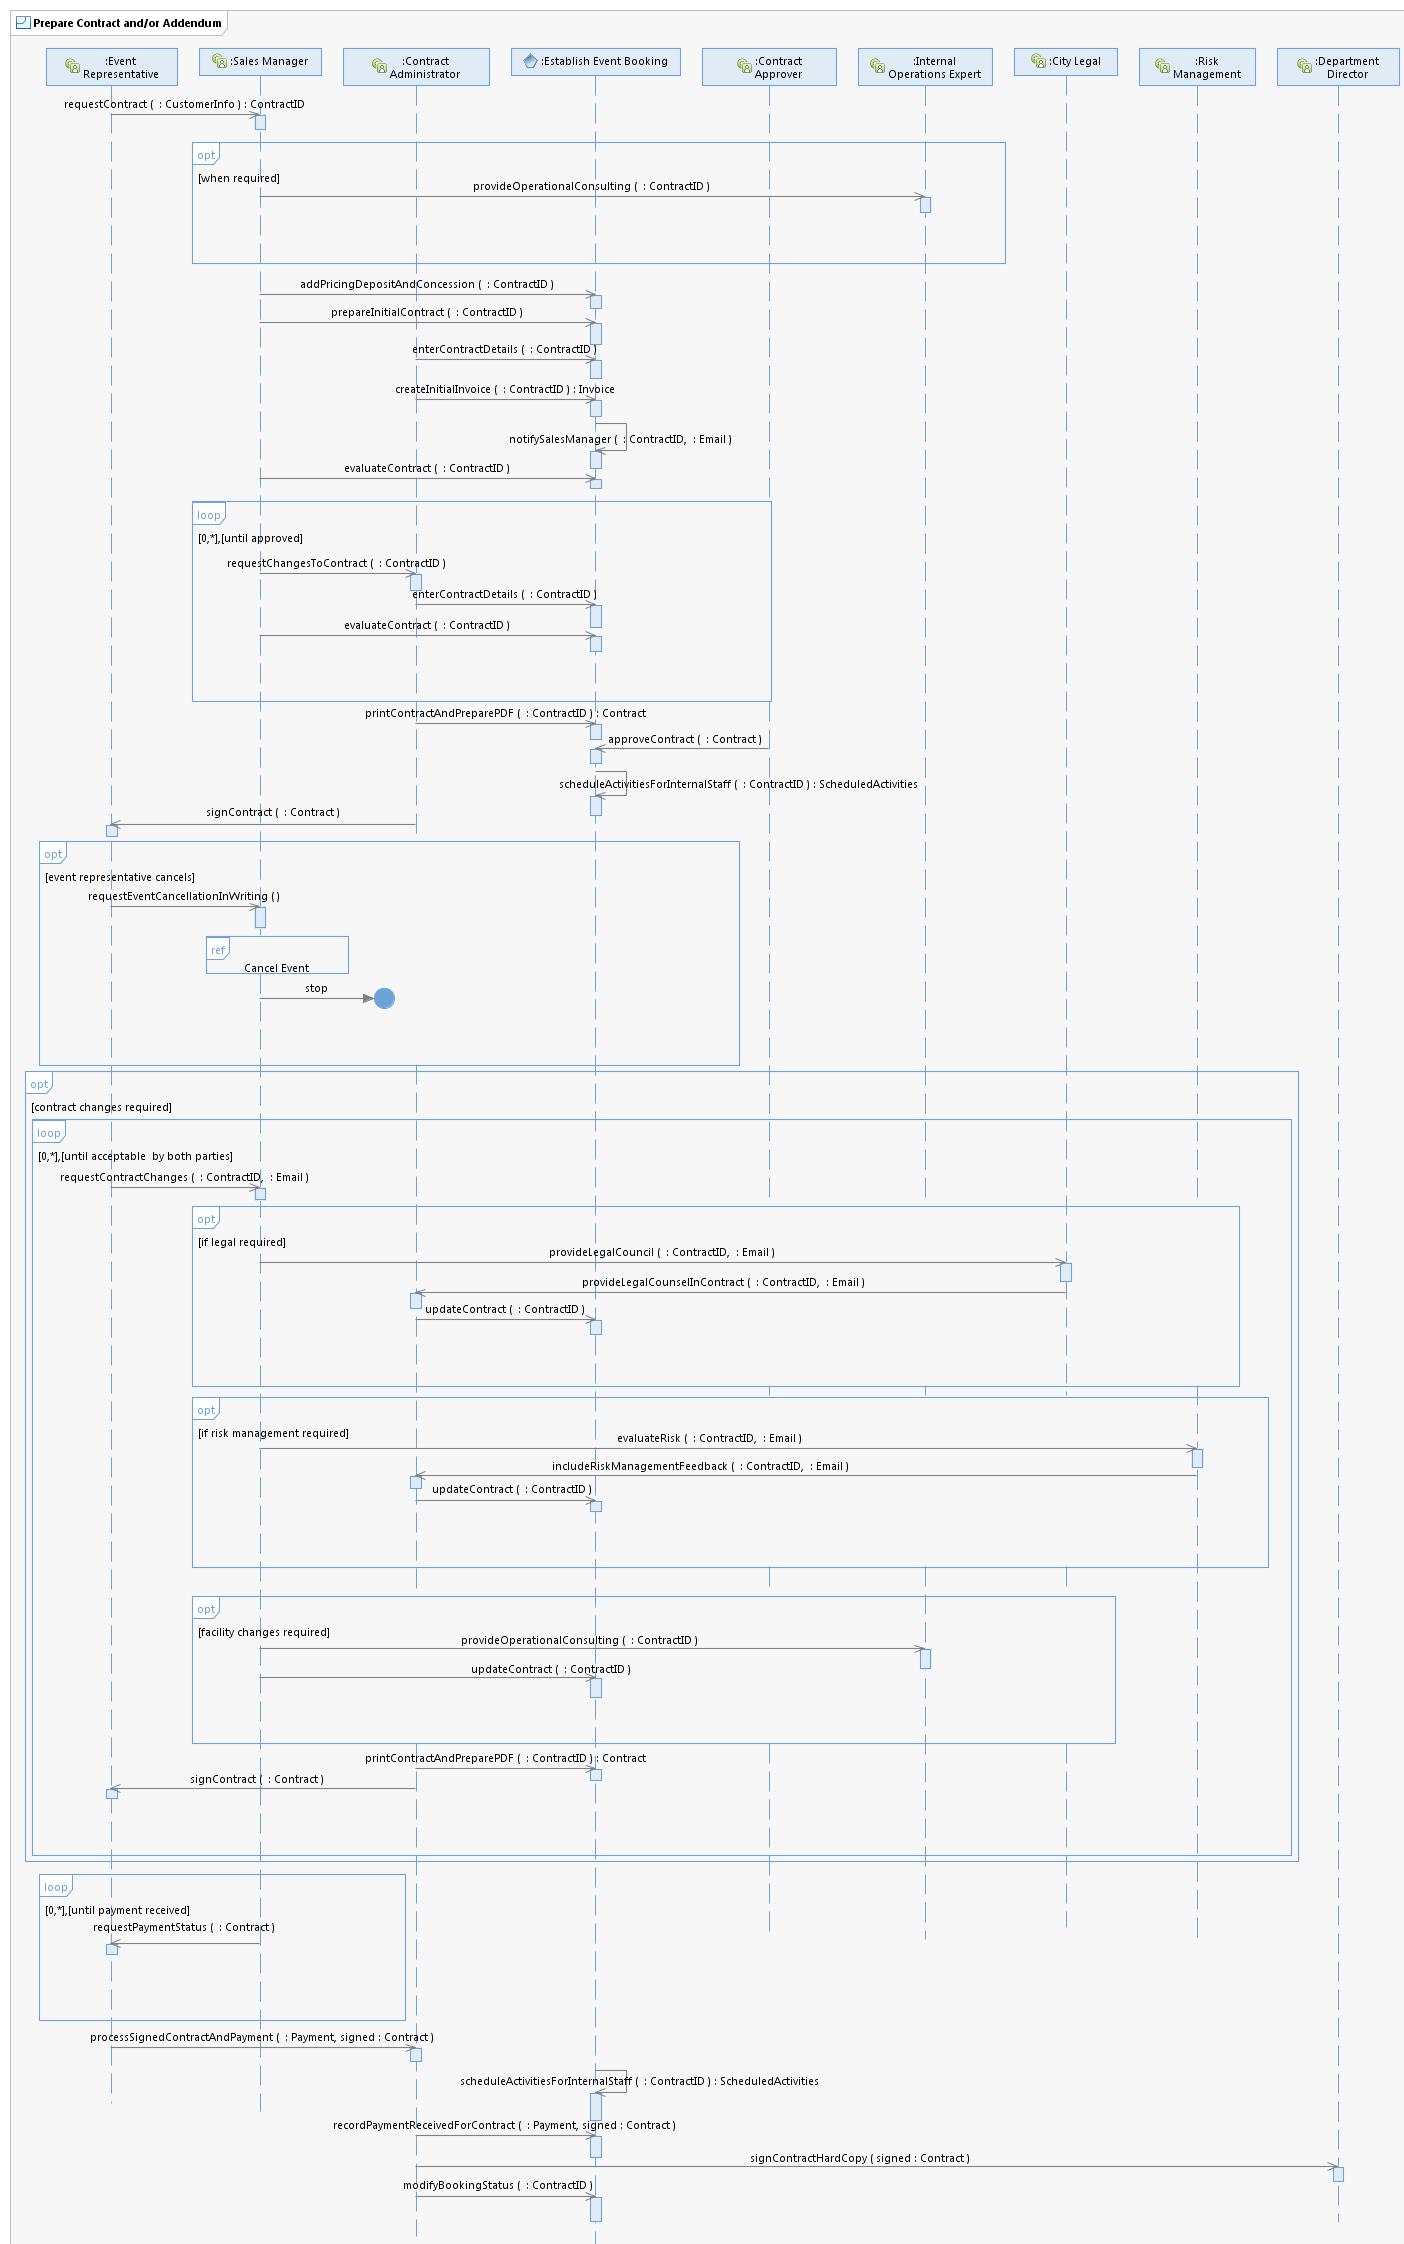 Prepare Contract and/or Addendum
:Event
Representative
:Sales Manager
:Contract
Administrator
:Establish Event Booking
:Contract
Approver
:Internal
Operations Expert
:City Legal
:Risk
Management
:Department
Director
requestContract ( : CustomerInfo ) : ContractID
opt
[when required]
provideOperationalConsulting ( : ContractID )
addPricingDepositAndConcession ( : ContractID )
prepareInitialContract ( : ContractID )
enterContractDetails ( : ContractID )
createInitialInvoice ( : ContractID ) : Invoice
notifySalesManager ( : ContractID, : Email )
evaluateContract ( : ContractID )
loop
[0,*],[until approved]
requestChangesToContract ( : ContractID )
enterContractDetails ( : ContractID )
evaluateContract ( : ContractID )
printContractAndPreparePDF ( : ContractID ) : Contract
approveContract ( : Contract )
scheduleActivitiesForInternalStaff ( : ContractID ) : ScheduledActivities
signContract ( : Contract )
opt
[event representative cancels]
requestEventCancellationInWriting ( )
ref
Cancel Event
stop
opt
[contract changes required]
loop
[0,*],[until acceptable  by both parties]
requestContractChanges ( : ContractID, : Email )
opt
[if legal required]
provideLegalCouncil ( : ContractID, : Email )
provideLegalCounselInContract ( : ContractID, : Email )
updateContract ( : ContractID )
opt
[if risk management required]
evaluateRisk ( : ContractID, : Email )
includeRiskManagementFeedback ( : ContractID, : Email )
updateContract ( : ContractID )
opt
[facility changes required]
provideOperationalConsulting ( : ContractID )
updateContract ( : ContractID )
printContractAndPreparePDF ( : ContractID ) : Contract
signContract ( : Contract )
loop
[0,*],[until payment received]
requestPaymentStatus ( : Contract )
processSignedContractAndPayment ( : Payment, signed : Contract )
scheduleActivitiesForInternalStaff ( : ContractID ) : ScheduledActivities
recordPaymentReceivedForContract ( : Payment, signed : Contract )
signContractHardCopy ( signed : Contract )
modifyBookingStatus ( : ContractID )